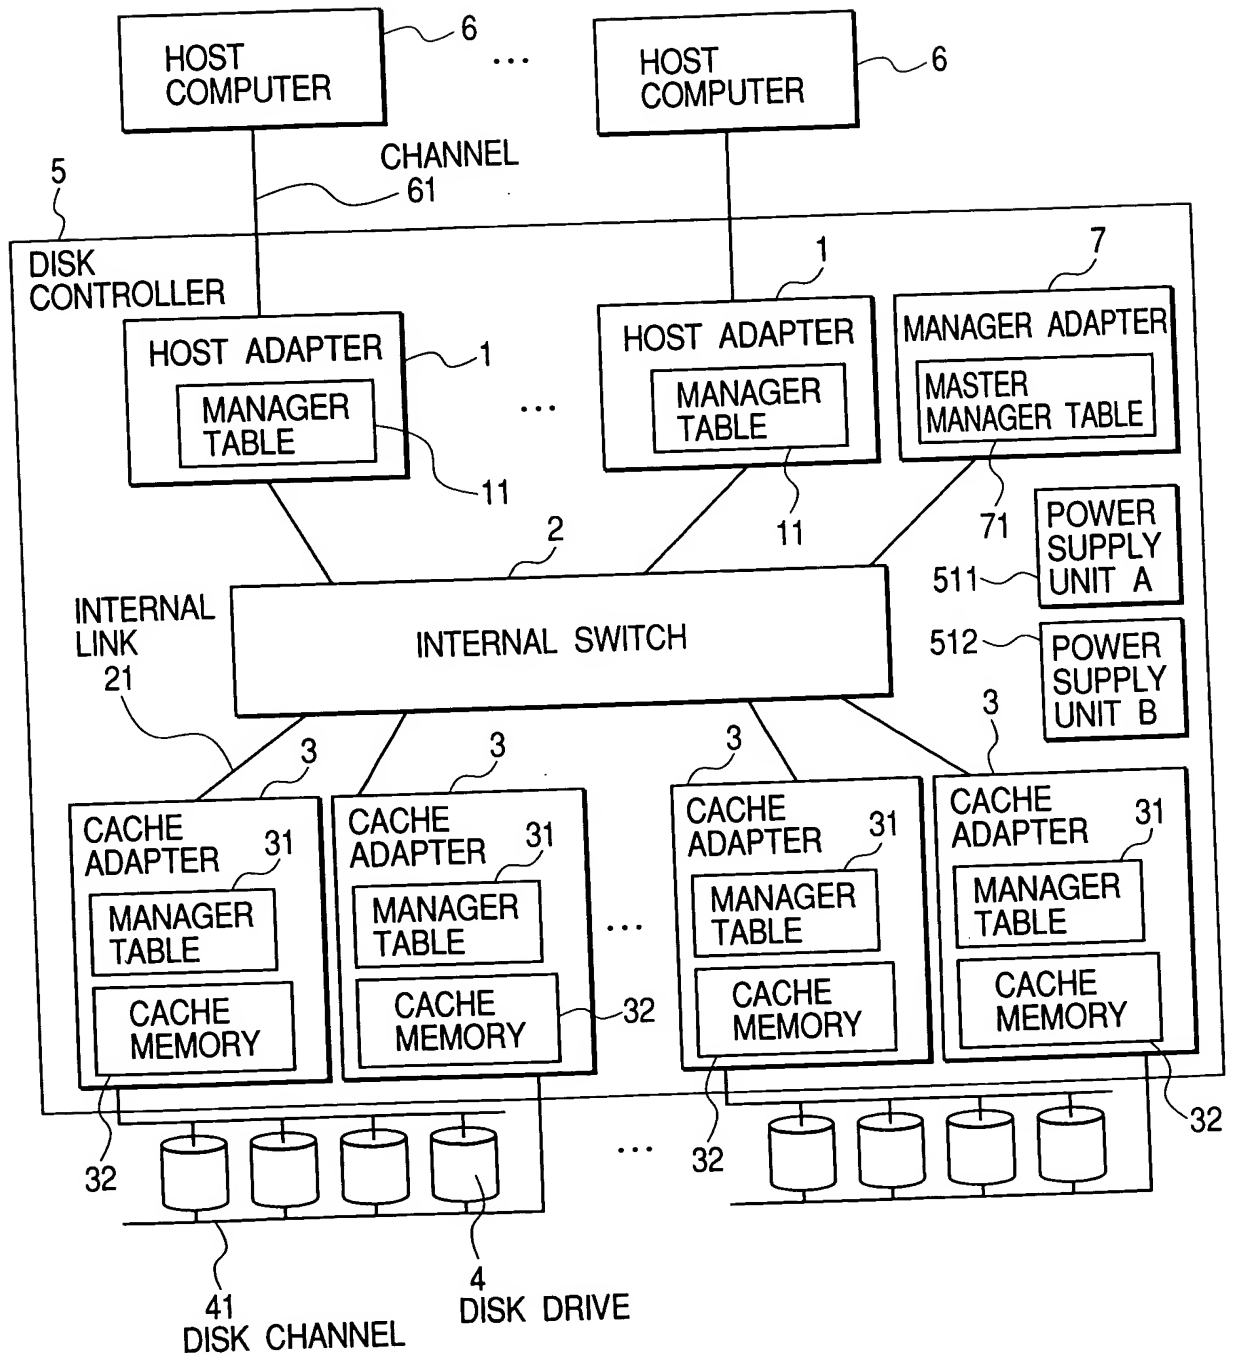 HOST
COMPUTER
6
...
HOST
COMPUTER
6
CHANNEL
61
5
DISK
CONTROLLER
HOST ADAPTER
MANAGER
TABLE
1
11
...
1
HOST ADAPTER
MANAGER
TABLE
11
7
MANAGER ADAPTER
MASTER
MANAGER TABLE
71
POWER
SUPPLY
UNIT A
511
POWER
SUPPLY
UNIT B
512
2
INTERNAL SWITCH
INTERNAL
LINK
21
3
CACHE
ADAPTER
31
MANAGER
TABLE
CACHE
MEMORY
32
3
CACHE
ADAPTER
31
MANAGER
TABLE
CACHE
MEMORY
32
...
3
CACHE
ADAPTER
31
MANAGER
TABLE
CACHE
MEMORY
32
3
CACHE
ADAPTER
31
MANAGER
TABLE
CACHE
MEMORY
32
...
41
DISK CHANNEL
4
DISK DRIVE